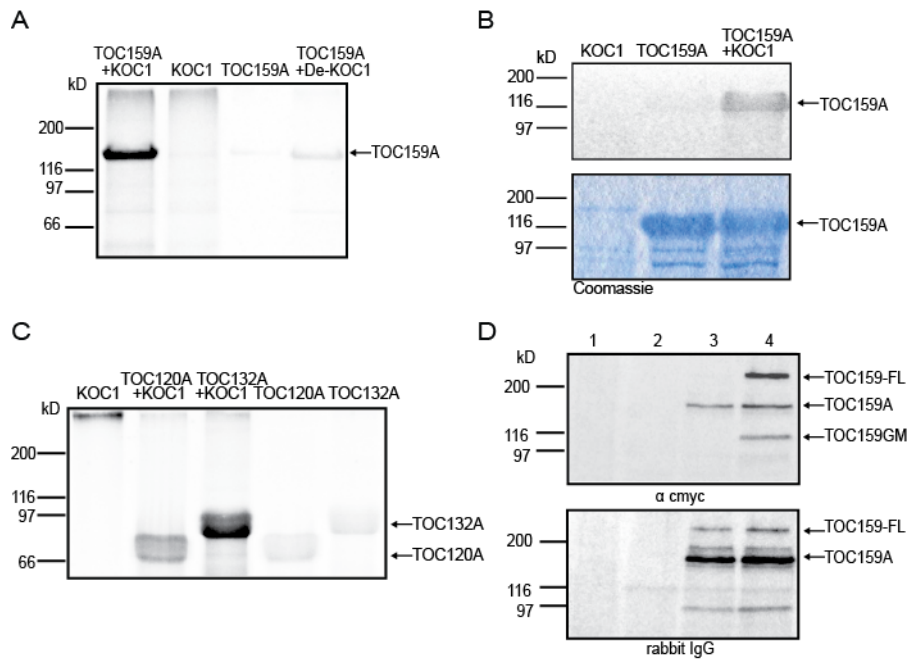 A
TOC159A +KOC1 KOC1 TOC159A TOC159A +De-KOC1
kD
200
116
97
66
TOC159A
B
KOC1 TOC159A TOC159A +KOC1
kD
200
116
97
TOC159A
200
116
97
TOC159A
Coomassie
C
KOC1 TOC120A +KOC1 TOC132A +KOC1 TOC120A TOC132A
kD
200
116
97
66
TOC132A
TOC120A
D
1 2 3 4
kD
200
116
97
TOC159-FL
TOC159A
TOC159GM
α cmyc
200
116
97
TOC159-FL
TOC159A
rabbit IgG